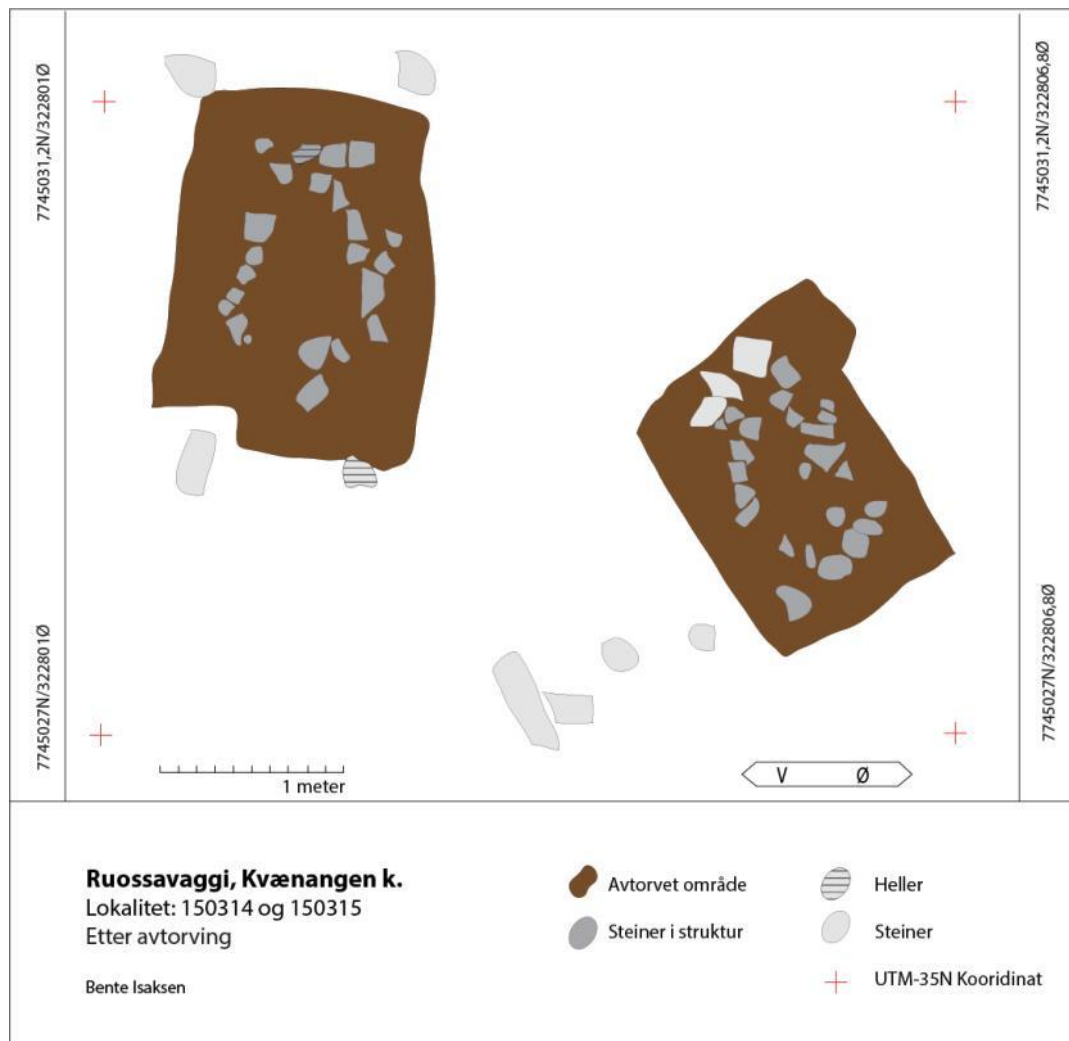 7745031,2N/322801Ø
7745031,2N/322806,8Ø
7745027N/322801Ø
7745027N/322806,8Ø
1 meter
V Ø
Ruossavaggi, Kvænangen k.
Lokalitet: 150314 og 150315
Etter avtorving
Bente Isaksen
Avtorvet område
Steiner i struktur
Heller
Steiner
UTM-35N Kooridinat